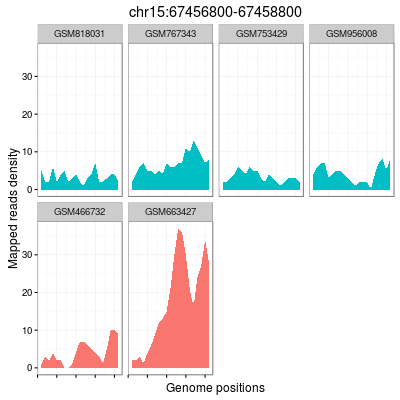 chr15:67456800-67458800
GSM818031 GSM767343 GSM753429 GSM956008
30
20
10
0
Mapped reads density
GSM466732 GSM663427
30
20
10
0
Genome positions